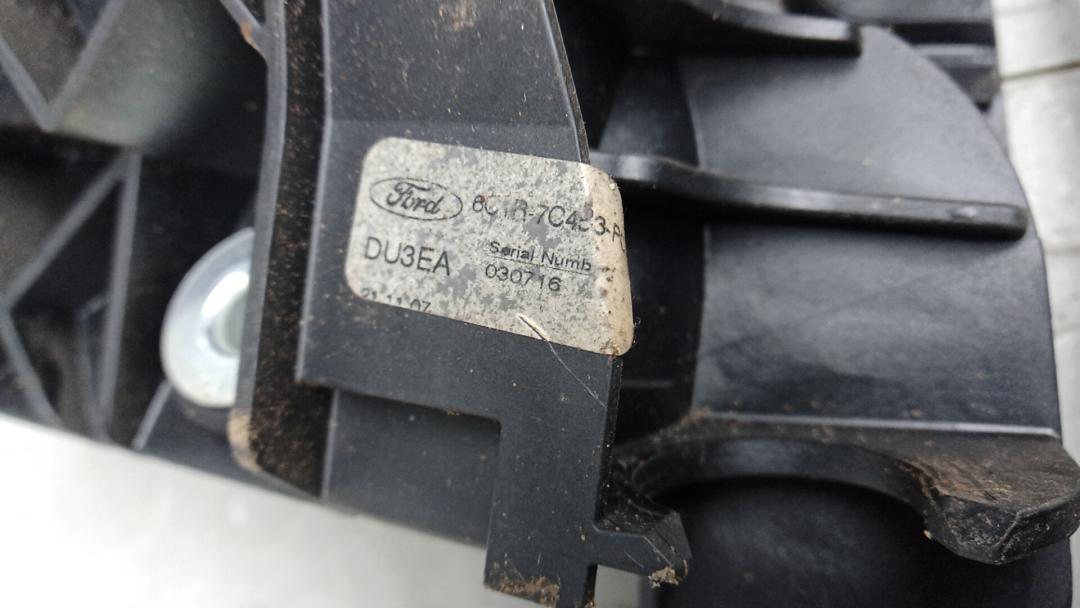 Ford
DU3EA
Serial Numb
030716
21.11.07